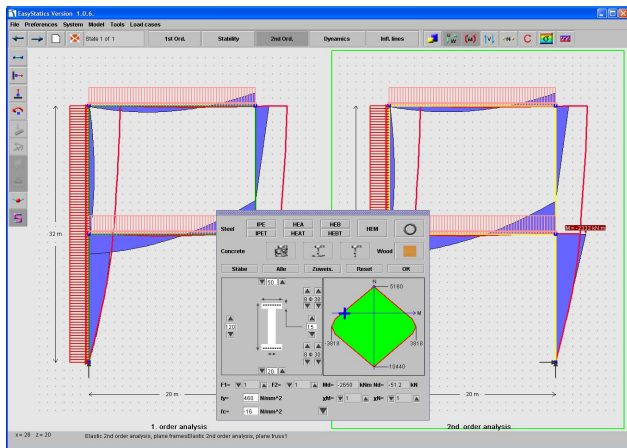 EasyStatics Version 1.0.6.
File Preferences System Model Tools Load cases
State 1 of 1 1st Ord. Stability 2nd Ord. Dynamics Infl. lines
32 m
Steel IPE HEA HEB HEM
IPET HEAT HEBT
Concrete Wood
Stäbe Alle Zuweis. Reset OK
50
8 Φ 30
120 15
8 Φ 30
20
N
5160
M
-3818 3818
-10440
F1= 1 F2= 1 Md= -2650 kNm Nd= -51.2 kN
fy= 460 N/mm^2 γM= 1 γN= 1
fc= -16 N/mm^2
20 m 20 m
1. order analysis 2nd order analysis
x= 28 z= 20 Elastic 2nd order analysis, plane framesElastic 2nd order analysis, plane truss1